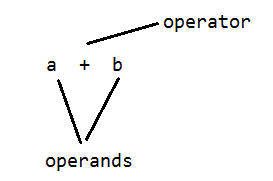 operator
a + b
operands